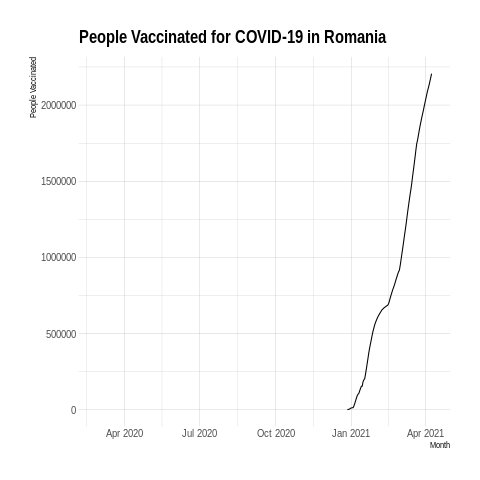 People Vaccinated for COVID-19 in Romania
People Vaccinated
2000000
1500000
1000000
500000
0
Apr 2020 Jul 2020 Oct 2020 Jan 2021 Apr 2021
Month